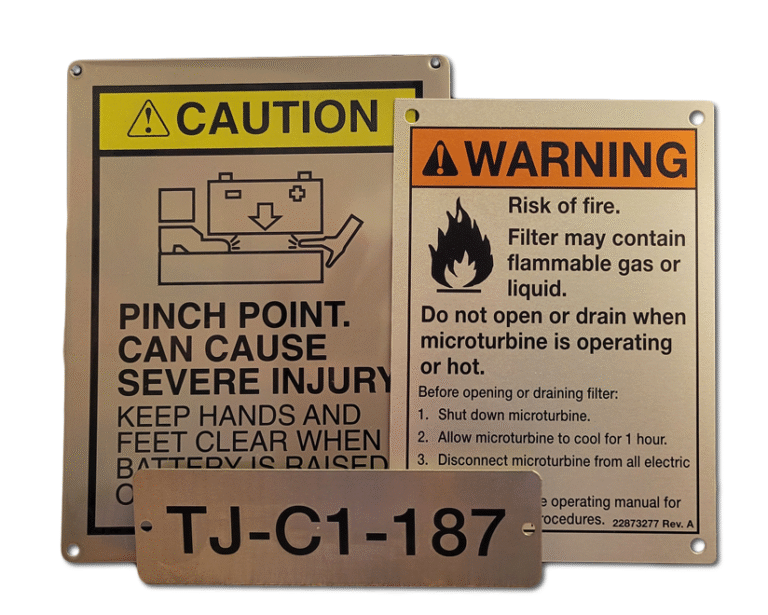 CAUTION
PINCH POINT.
CAN CAUSE
SEVERE INJURY
KEEP HANDS AND
FEET CLEAR WHEN
BATTERY IS RAISED
WARNING
Risk of fire.
Filter may contain
flammable gas or
liquid.
Do not open or drain when
microturbine is operating
or hot.
Before opening or draining filter:
1. Shut down microturbine.
2. Allow microturbine to cool for 1 hour.
3. Disconnect microturbine from all electric
operating manual for
22873277 Rev. A
TJ-C1-187